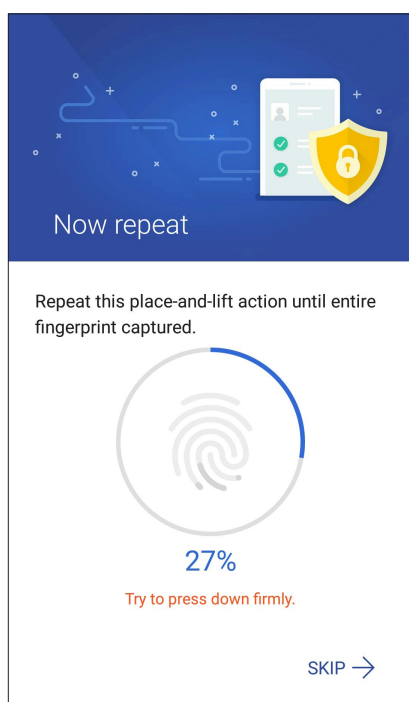 Now repeat
Repeat this place-and-lift action until entire
fingerprint captured.
27%
Try to press down firmly.
SKIP →